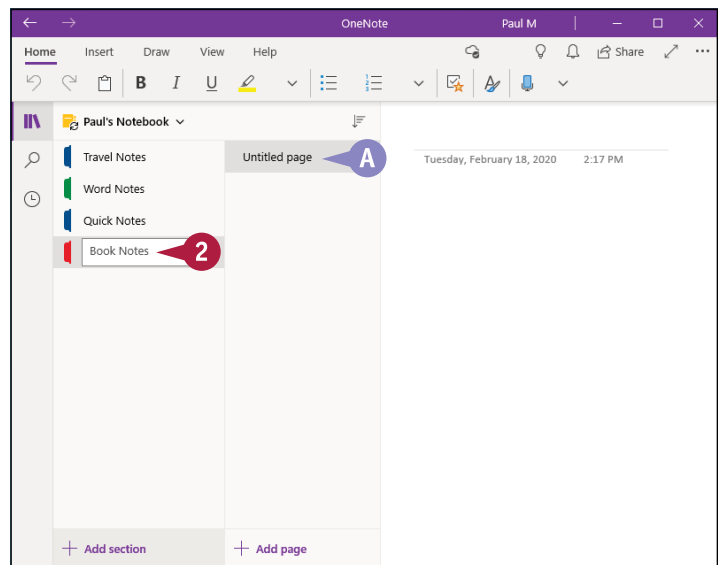 OneNote Paul M
Home Insert Draw View Help Share
B I U
Paul's Notebook
Travel Notes
Word Notes
Quick Notes
Book Notes 2
Untitled page A
Tuesday, February 18, 2020 2:17 PM
Add section
Add page